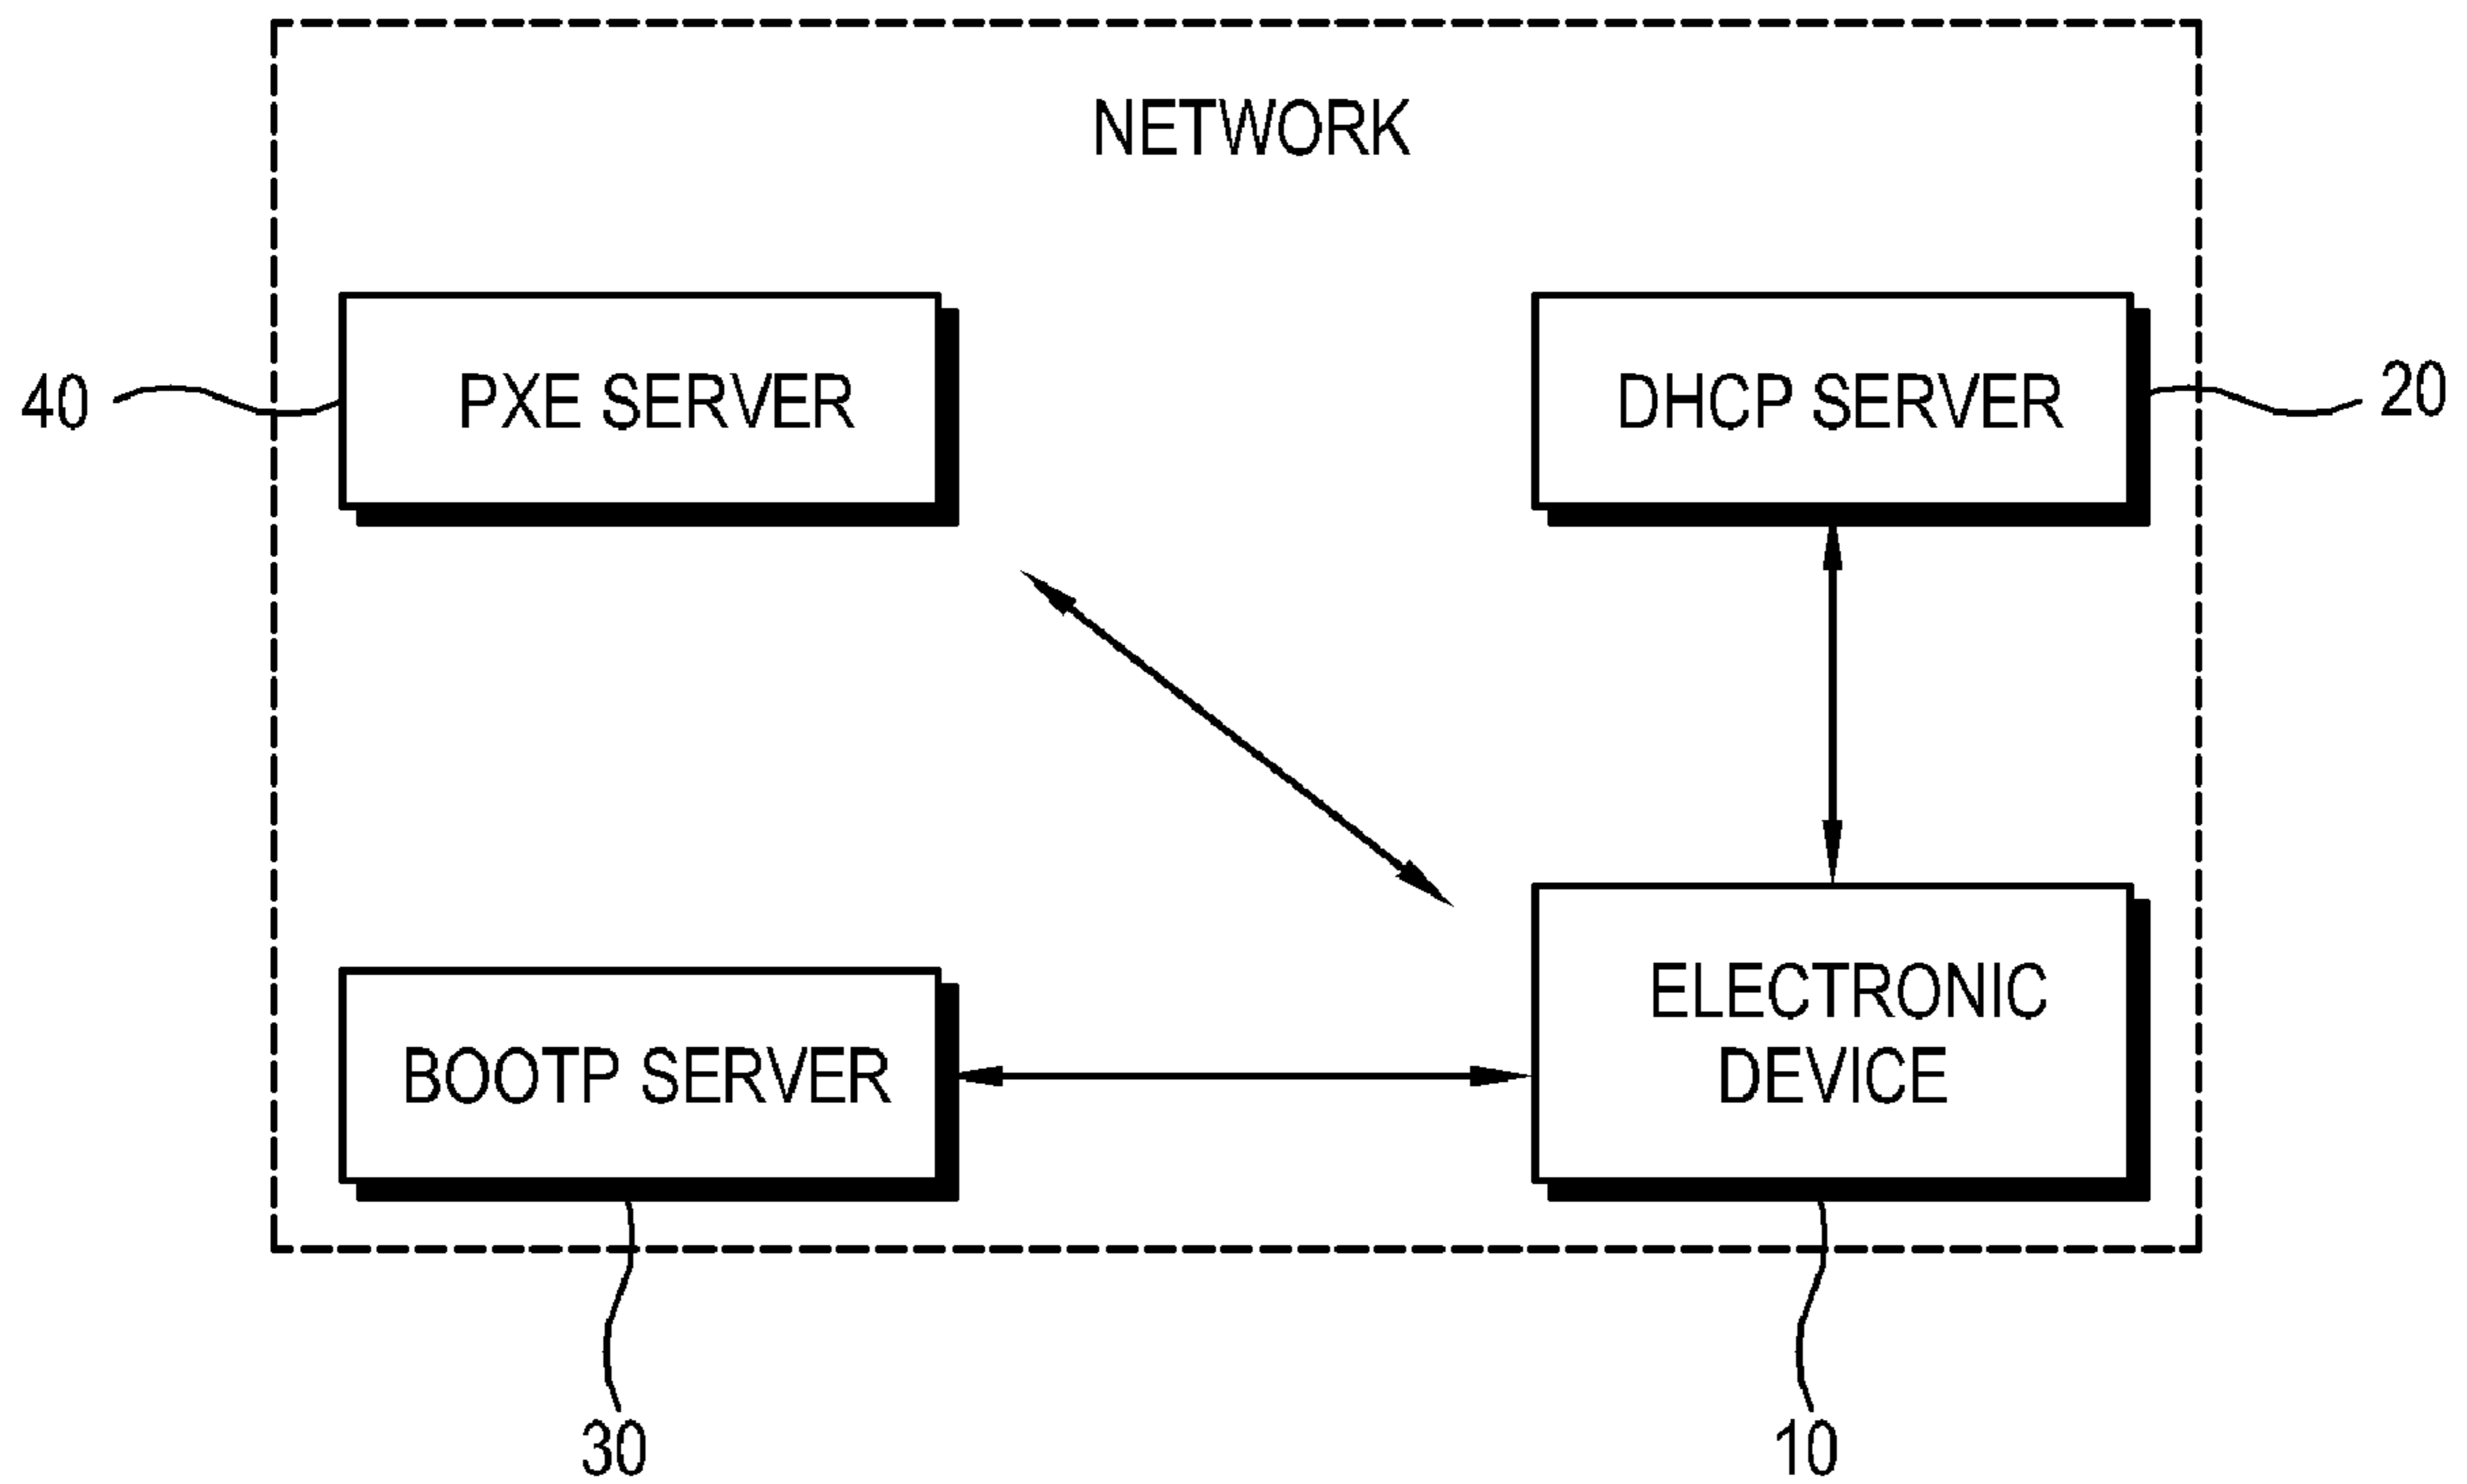 NETWORK
40
PXE SERVER
DHCP SERVER
20
BOOTP SERVER
ELECTRONIC
DEVICE
30
10